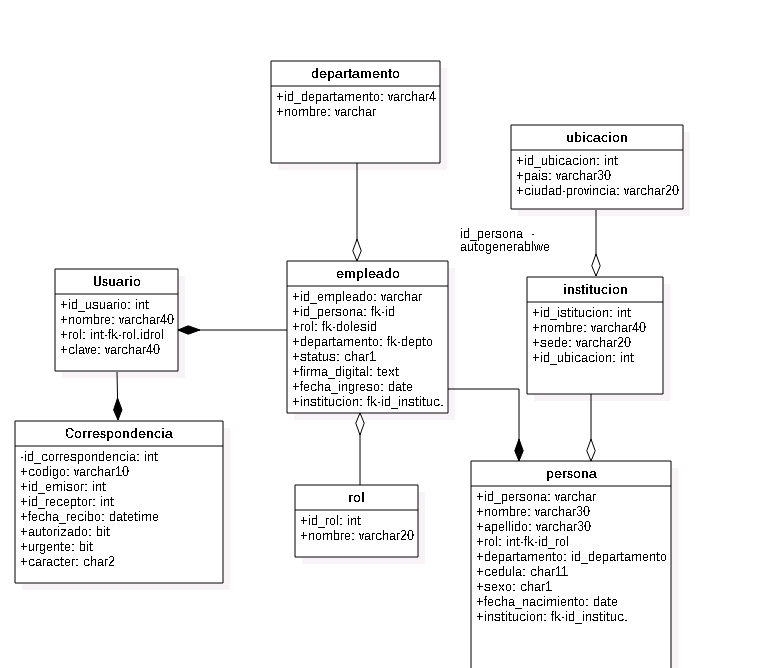 departamento
+id_departamento: varchar4
+nombre: varchar
ubicacion
+id_ubicacion: int
+pais: varchar30
+ciudad-provincia: varchar20
id_persona -
autogenerablwe
empleado
+id_empleado: varchar
+id_persona: fk-id
+rol: fk-dolesid
+departamento: fk-depto
+status: char1
+firma_digital: text
+fecha_ingreso: date
+institucion: fk-id_instituc.
Usuario
+id_usuario: int
+nombre: varchar40
+rol: int-fk-rol.idrol
+clave: varchar40
institucion
+id_istitucion: int
+nombre: varchar40
+sede: varchar20
+id_ubicacion: int
Correspondencia
-id_correspondencia: int
+codigo: varchar10
+id_emisor: int
+id_receptor: int
+fecha_recibo: datetime
+autorizado: bit
+urgente: bit
+caracter: char2
rol
+id_rol: int
+nombre: varchar20
persona
+id_persona: varchar
+nombre: varchar30
+apellido: varchar30
+rol: int-fk-id_rol
+departamento: id_departamento
+cedula: char11
+sexo: char1
+fecha_nacimiento: date
+institucion: fk-id_instituc.